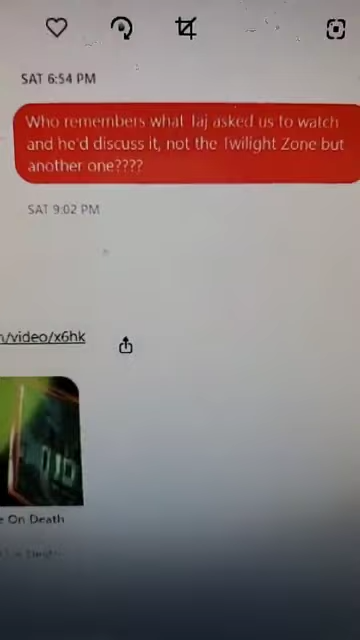 SAT 6:54 PM
Who remembers what Taj asked us to watch
and he'd discuss it, not the Twilight Zone but
another one????
SAT 9:02 PM
n/video/x6hk
e On Death